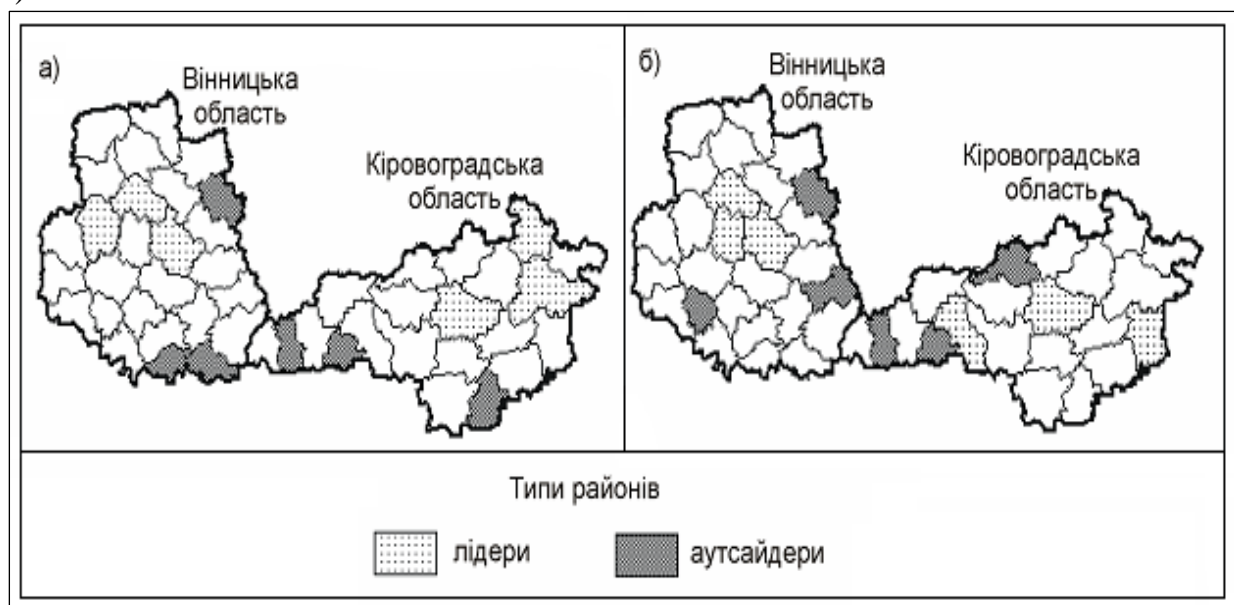 а)
Вінницька
область
Кіровоградська
область
б)
Вінницька
область
Кіровоградська
область
Типи районів
лідери
аутсайдери